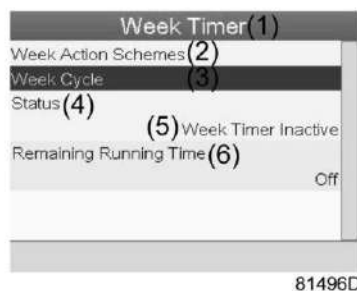 Week Timer(1)
Week Action Schemes(2)
Week Cycle (3)
Status(4)
(5)Week Timer Inactive
Remaining Running Time(6)
Off
81496D